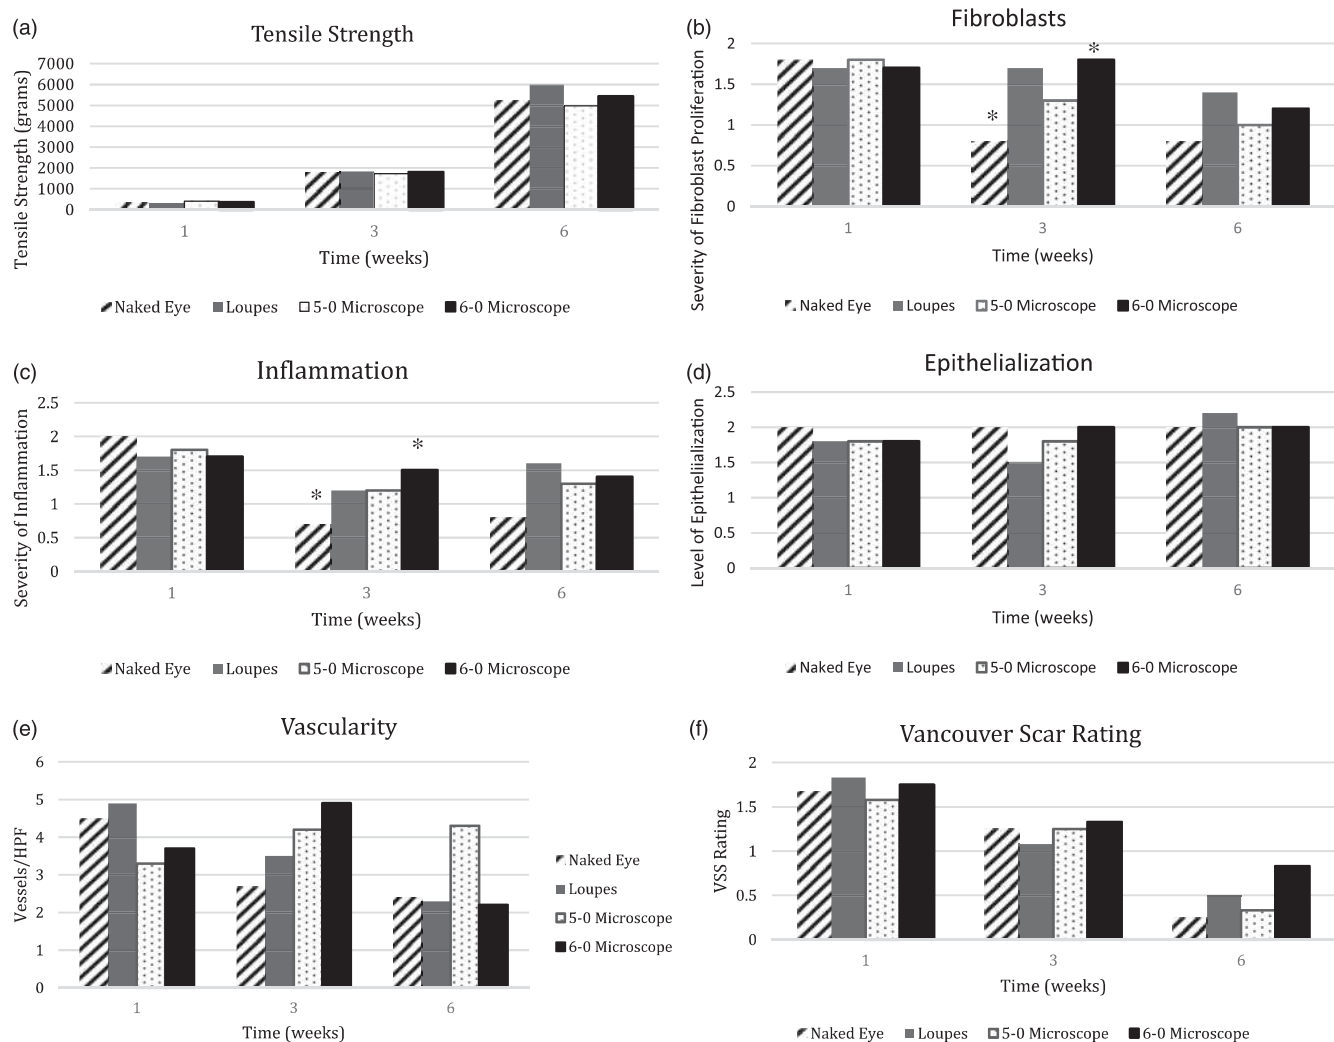 (a)
Tensile Strength
Tensile Strength (grams)
7000
6000
5000
4000
3000
2000
1000
0
1 3 6
Time (weeks)
Naked Eye Loupes 5-0 Microscope 6-0 Microscope
(b)
Fibroblasts
Severity of Fibroblast Proliferation
2
1.5
1
0.5
0
* *
1 3 6
Time (weeks)
Naked Eye Loupes 5-0 Microscope 6-0 Microscope
(c)
Inflammation
Severity of Inflammation
2.5
2
1.5
1
0.5
0
* *
1 3 6
Time (weeks)
Naked Eye Loupes 5-0 Microscope 6-0 Microscope
(d)
Epithelialization
Level of Epitheliialization
2.5
2
1.5
1
0.5
0
1 3 6
Time (weeks)
Naked Eye Loupes 5-0 Microscope 6-0 Microscope
(e)
Vascularity
Vessels/HPF
6
5
4
3
2
1
0
1 3 6
Time (weeks)
Naked Eye
Loupes
5-0 Microscope
6-0 Microscope
(f)
Vancouver Scar Rating
VSS Rating
2
1.5
1
0.5
0
1 3 6
Time (weeks)
Naked Eye Loupes 5-0 Microscope 6-0 Microscope